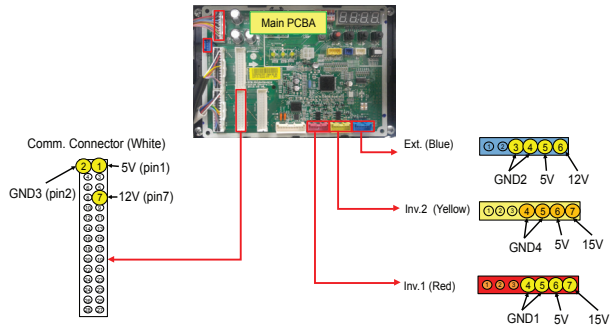 Main PCBA
Comm. Connector (White)
2 1
5V (pin1)
GND3 (pin2)
7
12V (pin7)
Ext. (Blue)
1 2 3 4 5 6
GND2 5V 12V
Inv.2 (Yellow)
1 2 3 4 5 6 7
GND4 5V 15V
Inv.1 (Red)
1 2 3 4 5 6 7
GND1 5V 15V